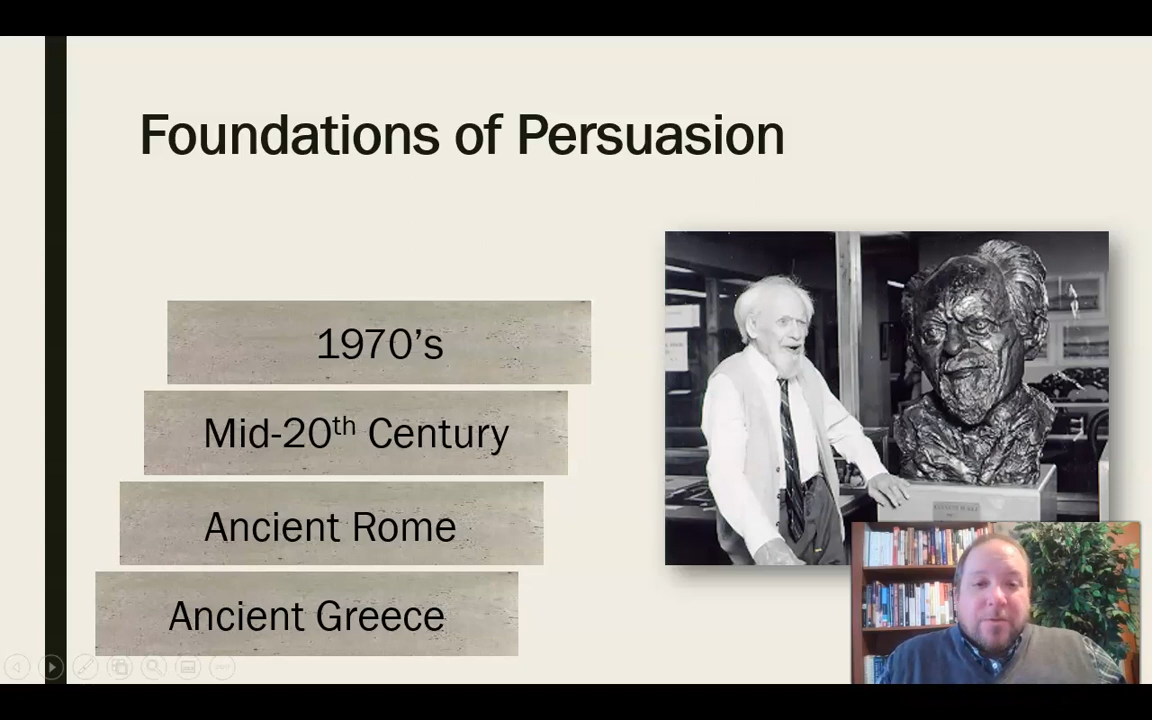 Foundations of Persuasion
1970’s
Mid-20th Century
Ancient Rome
Ancient Greece